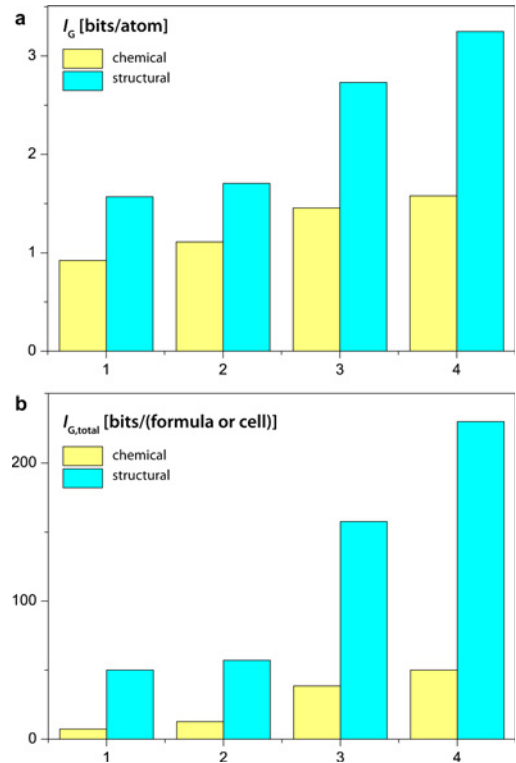 a
I_G [bits/atom]
chemical
structural
3
2
1
0
1 2 3 4
b
I_G,total [bits/(formula or cell)]
chemical
structural
200
100
0
1 2 3 4